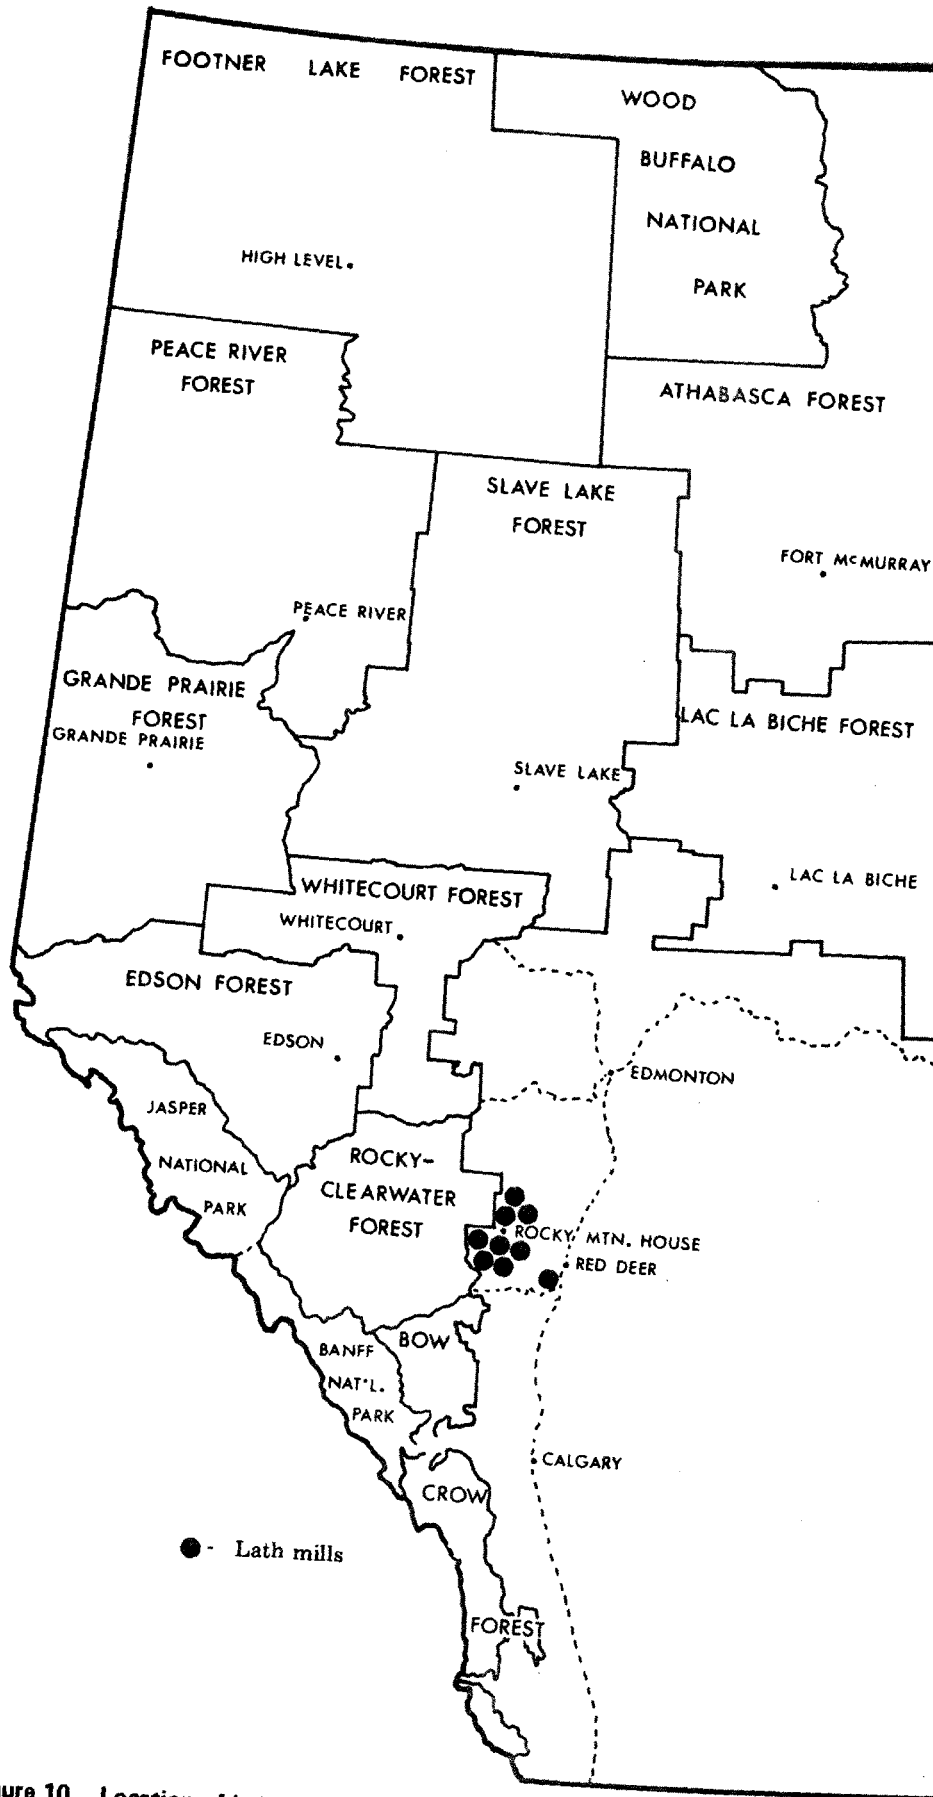 FOOTNER LAKE FOREST
WOOD
BUFFALO
NATIONAL
PARK
HIGH LEVEL
PEACE RIVER
FOREST
ATHABASCA FOREST
SLAVE LAKE
FOREST
FORT McMURRAY
PEACE RIVER
GRANDE PRAIRIE
FOREST
GRANDE PRAIRIE
LAC LA BICHE FOREST
SLAVE LAKE
LAC LA BICHE
WHITECOURT FOREST
WHITECOURT
EDSON FOREST
EDSON
EDMONTON
JASPER
NATIONAL
PARK
ROCKY-
CLEARWATER
FOREST
ROCKY MTN. HOUSE
RED DEER
BOW
BANFF
NAT'L.
PARK
CALGARY
CROW
- Lath mills
FOREST
10 Location